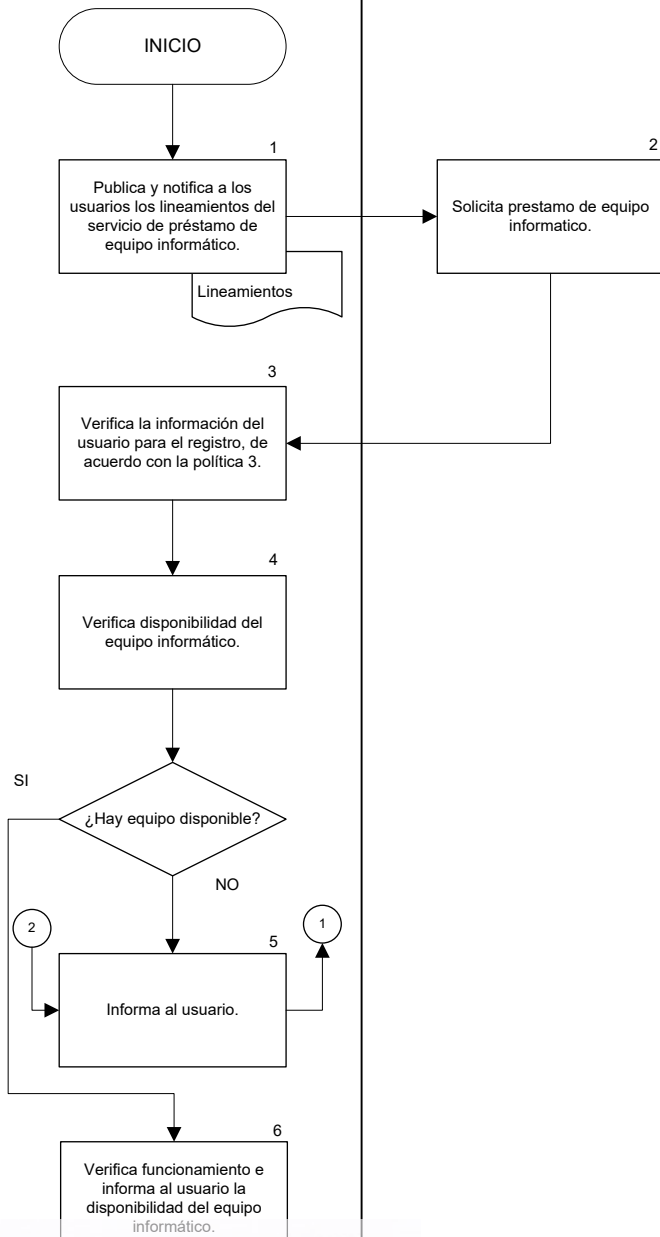 INICIO
1
Publica y notifica a los
usuarios los lineamientos del
servicio de préstamo de
equipo informático.
Lineamientos
2
Solicita prestamo de equipo
informatico.
3
Verifica la información del
usuario para el registro, de
acuerdo con la política 3.
4
Verifica disponibilidad del
equipo informático.
¿Hay equipo disponible?
SI
NO
2
1
5
Informa al usuario.
6
Verifica funcionamiento e
informa al usuario la
disponibilidad del equipo
informático.